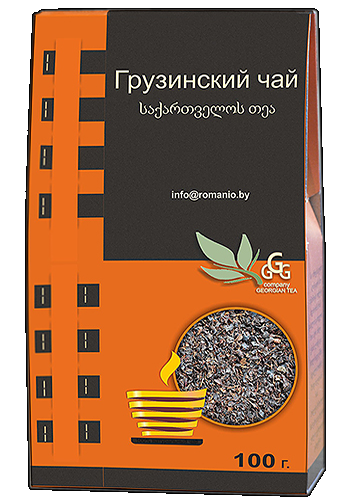 Грузинский чай
საქართველოს თეა
info@romanio.by
GGG
company
GEORGIAN TEA
100 г.